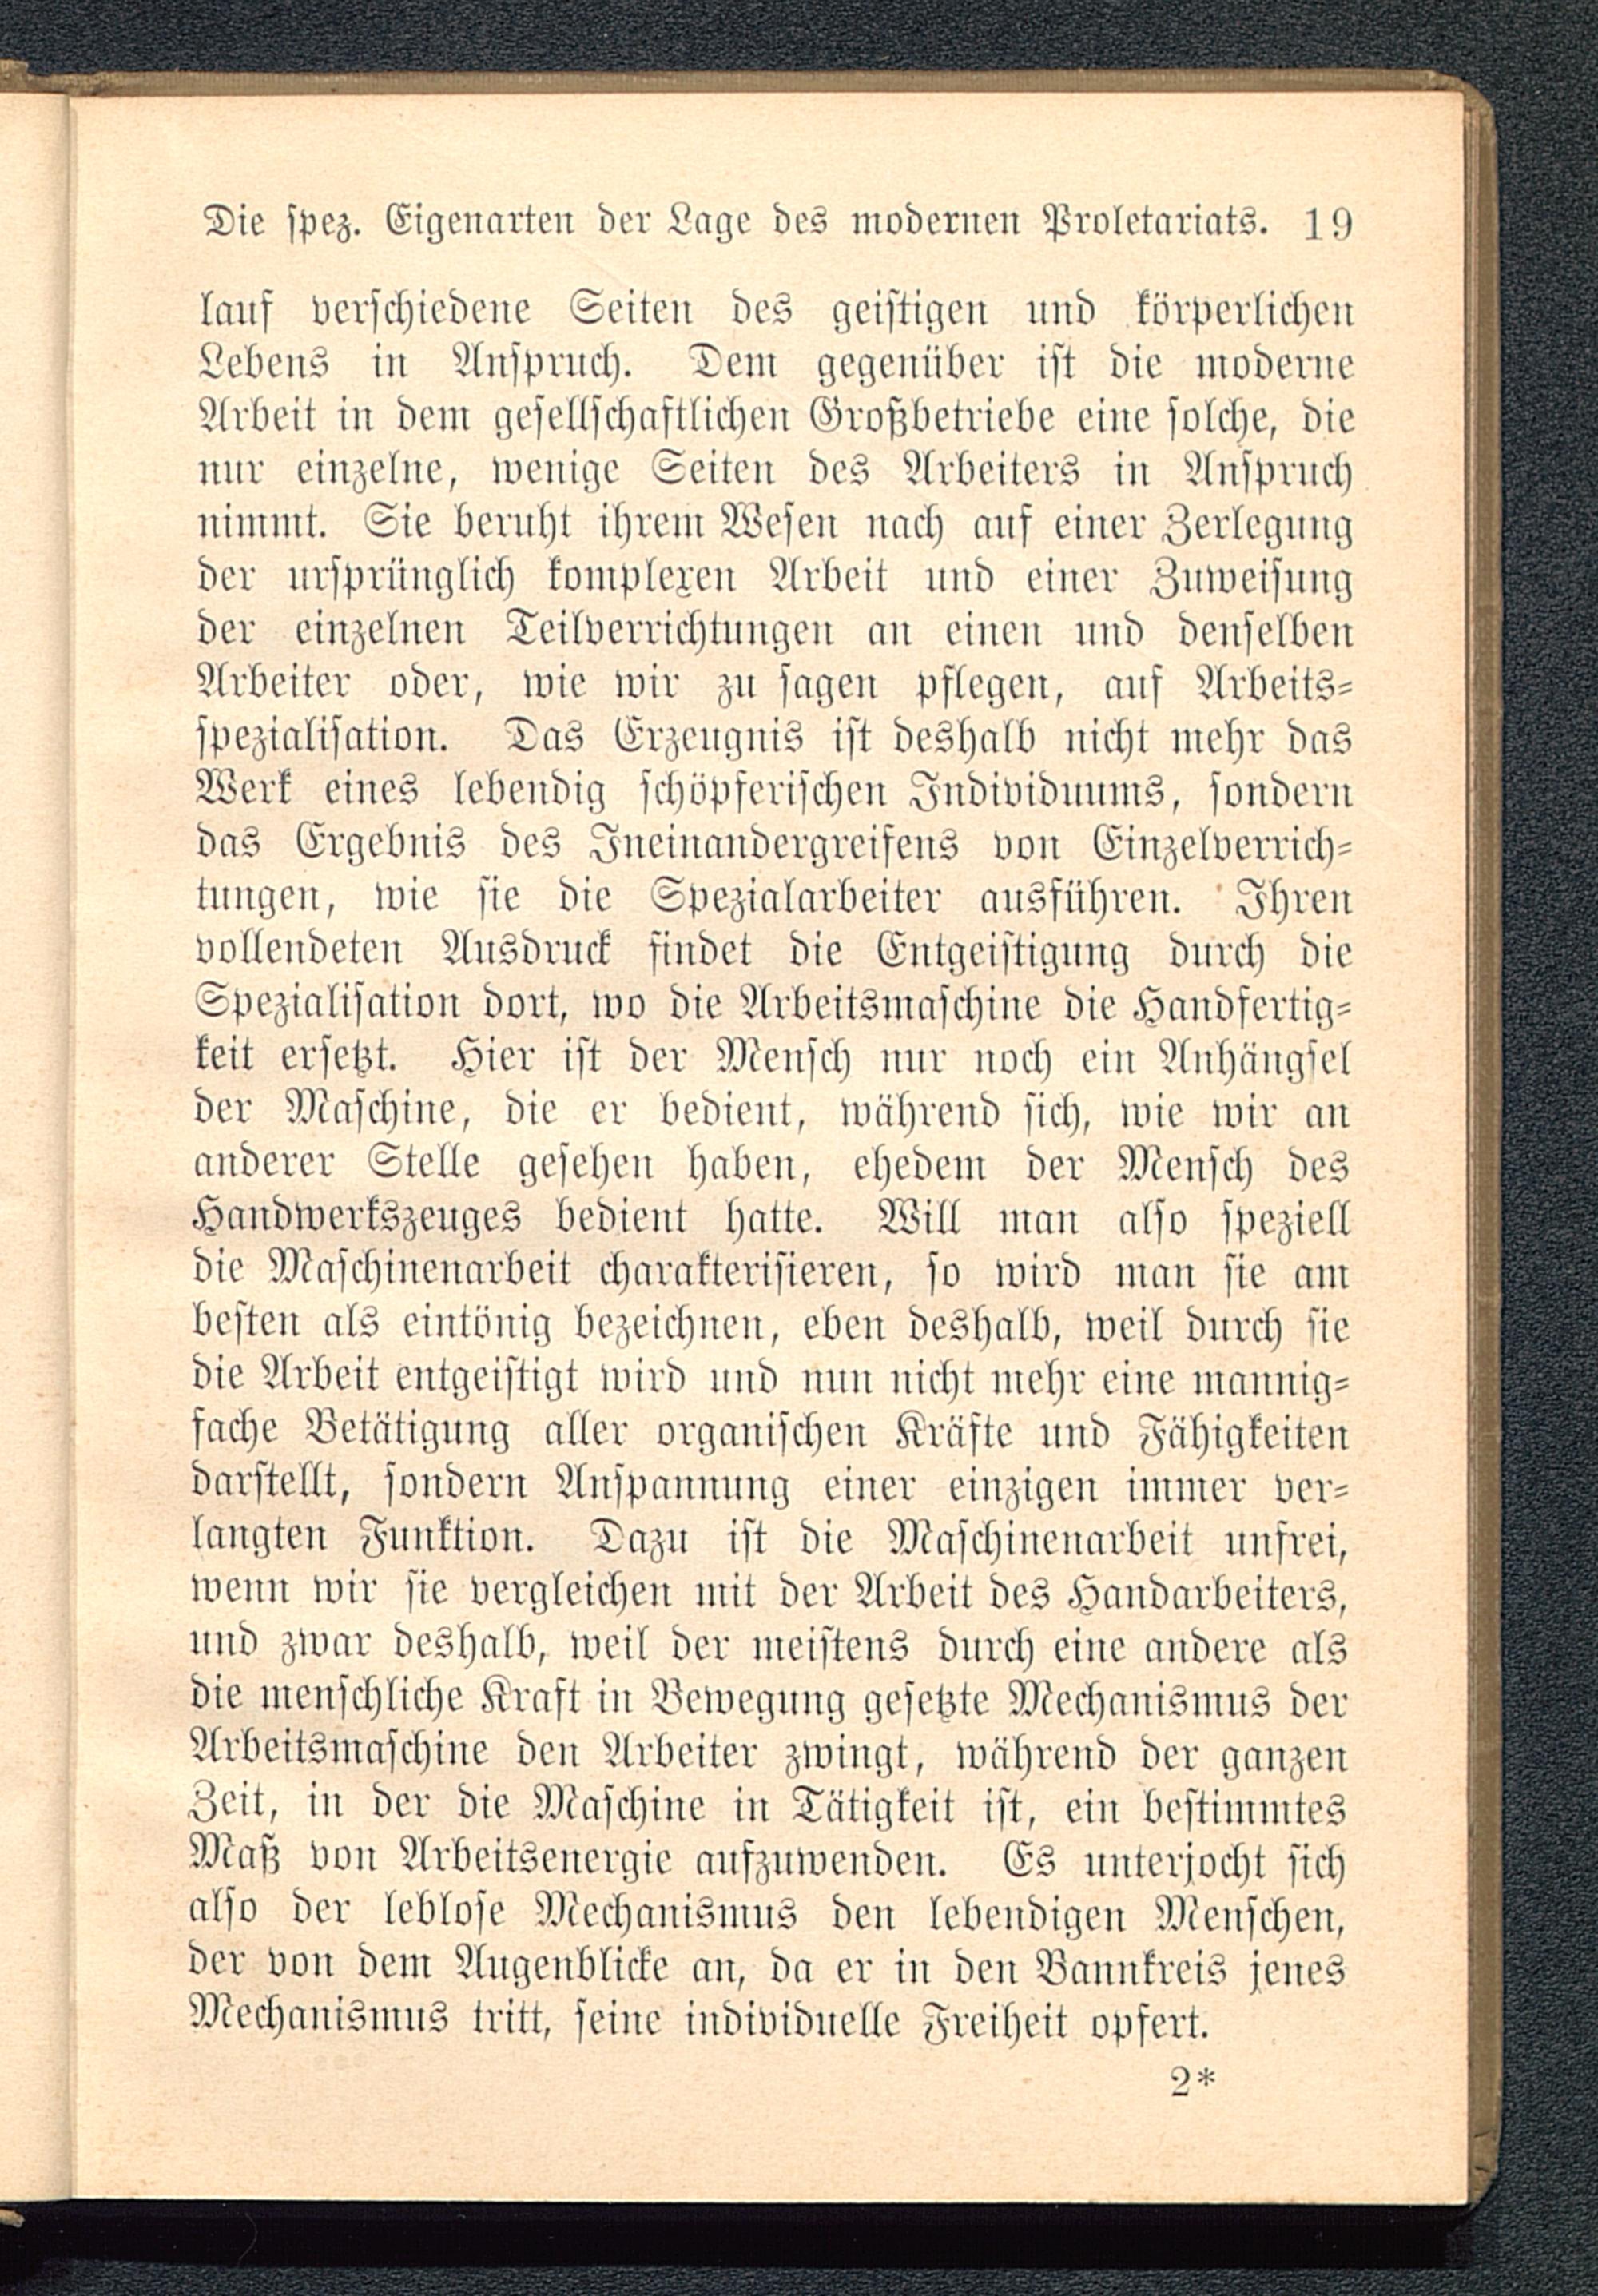 Die spez. Eigenarten der Lage des modernen Proletariats. 19
lauf verschiedene Seiten des geistigen und körperlichen
Lebens in Anspruch. Dem gegenüber ist die moderne
Arbeit in dem gesellschaftlichen Großbetriebe eine solche, die
nur einzelne, wenige Seiten des Arbeiters in Anspruch
nimmt. Sie beruht ihrem Wesen nach auf einer Zerlegung
der ursprünglich komplexen Arbeit und einer Zuweisung
der einzelnen Teilverrichtungen an einen und denselben
Arbeiter oder, wie wir zu sagen pflegen, auf Arbeits-
spezialisation. Das Erzeugnis ist deshalb nicht mehr das
Werk eines lebendig schöpferischen Individuums, sondern
das Ergebnis des Ineinandergreifens von Einzelverrich-
tungen, wie sie die Spezialarbeiter ausführen. Ihren
vollendeten Ausdruck findet die Entgeistigung durch die
Spezialisation dort, wo die Arbeitsmaschine die Handfertig-
keit ersetzt. Hier ist der Mensch nur noch ein Anhängsel
der Maschine, die er bedient, während sich, wie wir an
anderer Stelle gesehen haben, ehedem der Mensch des
Handwerkszeuges bedient hatte. Will man also speziell
die Maschinenarbeit charakterisieren, so wird man sie am
besten als eintönig bezeichnen, eben deshalb, weil durch sie
die Arbeit entgeistigt wird und nun nicht mehr eine mannig-
fache Betätigung aller organischen Kräfte und Fähigkeiten
darstellt, sondern Anspannung einer einzigen immer ver-
langten Funktion. Dazu ist die Maschinenarbeit unfrei,
wenn wir sie vergleichen mit der Arbeit des Handarbeiters,
und zwar deshalb, weil der meistens durch eine andere als
die menschliche Kraft in Bewegung gesetzte Mechanismus der
Arbeitsmaschine den Arbeiter zwingt, während der ganzen
Zeit, in der die Maschine in Tätigkeit ist, ein bestimmtes
Maß von Arbeitsenergie aufzuwenden. Es unterjocht sich
also der leblose Mechanismus den lebendigen Menschen,
der von dem Augenblicke an, da er in den Bannkreis jenes
Mechanismus tritt, seine individuelle Freiheit opfert.
2*